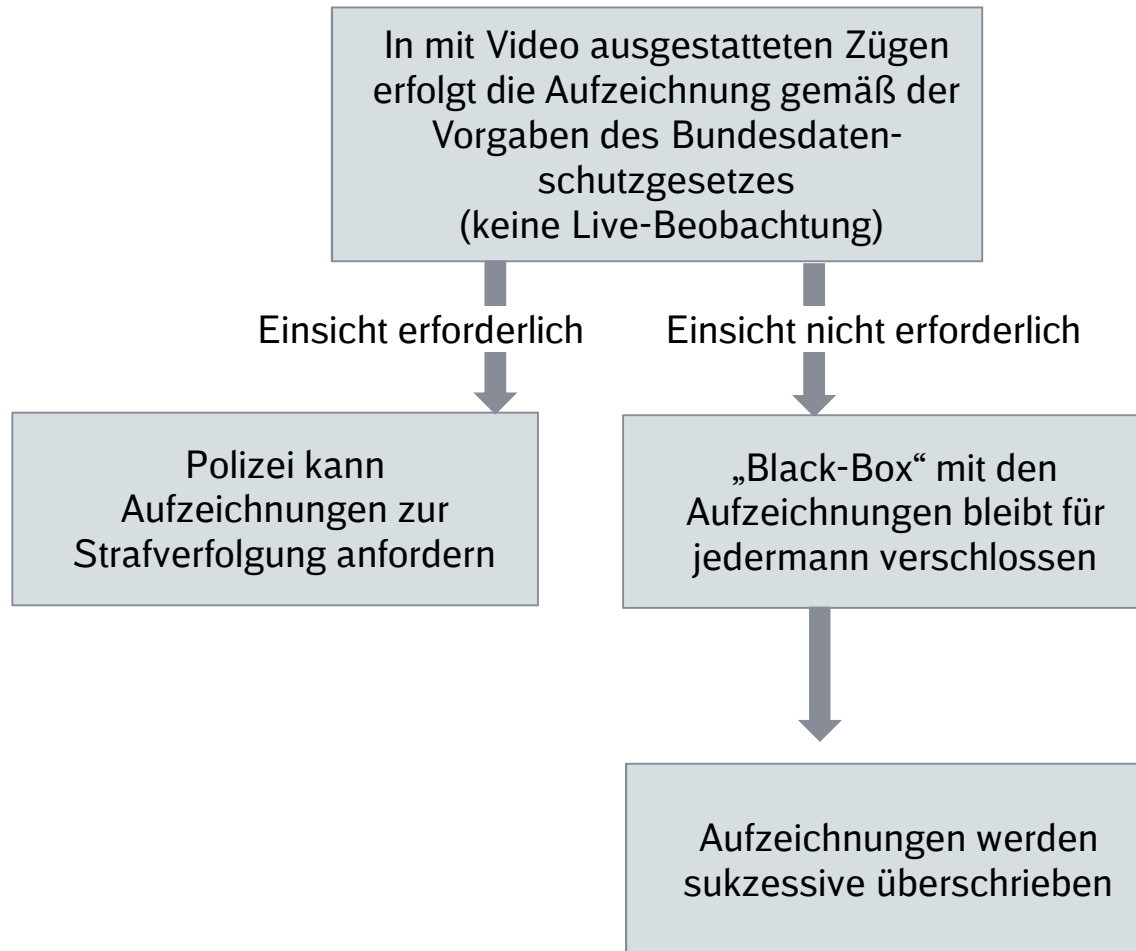 In mit Video ausgestatteten Zügen
erfolgt die Aufzeichnung gemäß der
Vorgaben des Bundesdaten-
schutzgesetzes
(keine Live-Beobachtung)
Einsicht erforderlich
Einsicht nicht erforderlich
Polizei kann
Aufzeichnungen zur
Strafverfolgung anfordern
„Black-Box“ mit den
Aufzeichnungen bleibt für
jedermann verschlossen
Aufzeichnungen werden
sukzessive überschrieben